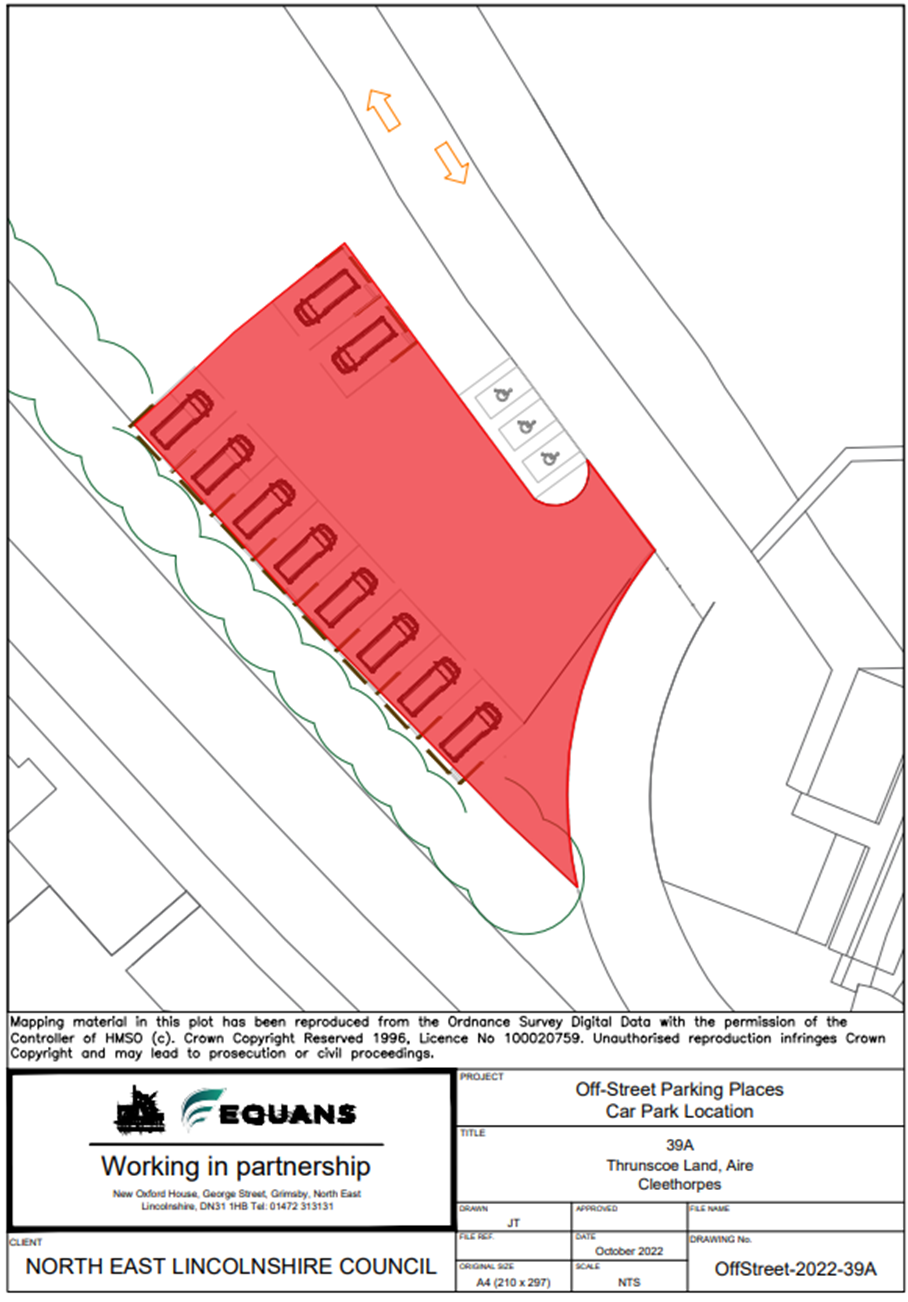 Mapping material in this plot has been reproduced from the Ordnance Survey Digital Data with the permission of the
Controller of HMSO (c). Crown Copyright Reserved 1996, Licence No 100020759. Unauthorised reproduction infringes Crown
Copyright and may lead to prosecution or civil proceedings.
EQUANS
Working in partnership
New Oxford House, George Street, Grimsby, North East
Lincolnshire, DN31 1HB Tel: 01472 313131
CLIENT
NORTH EAST LINCOLNSHIRE COUNCIL
PROJECT
Off-Street Parking Places
Car Park Location
TITLE
39A
Thrunscoe Land, Aire
Cleethorpes
DRAWN
JT
APPROVED
FILE NAME
FILE REF.
DATE
October 2022
DRAWING No.
OffStreet-2022-39A
ORIGINAL SIZE
A4 (210 x 297)
SCALE
NTS